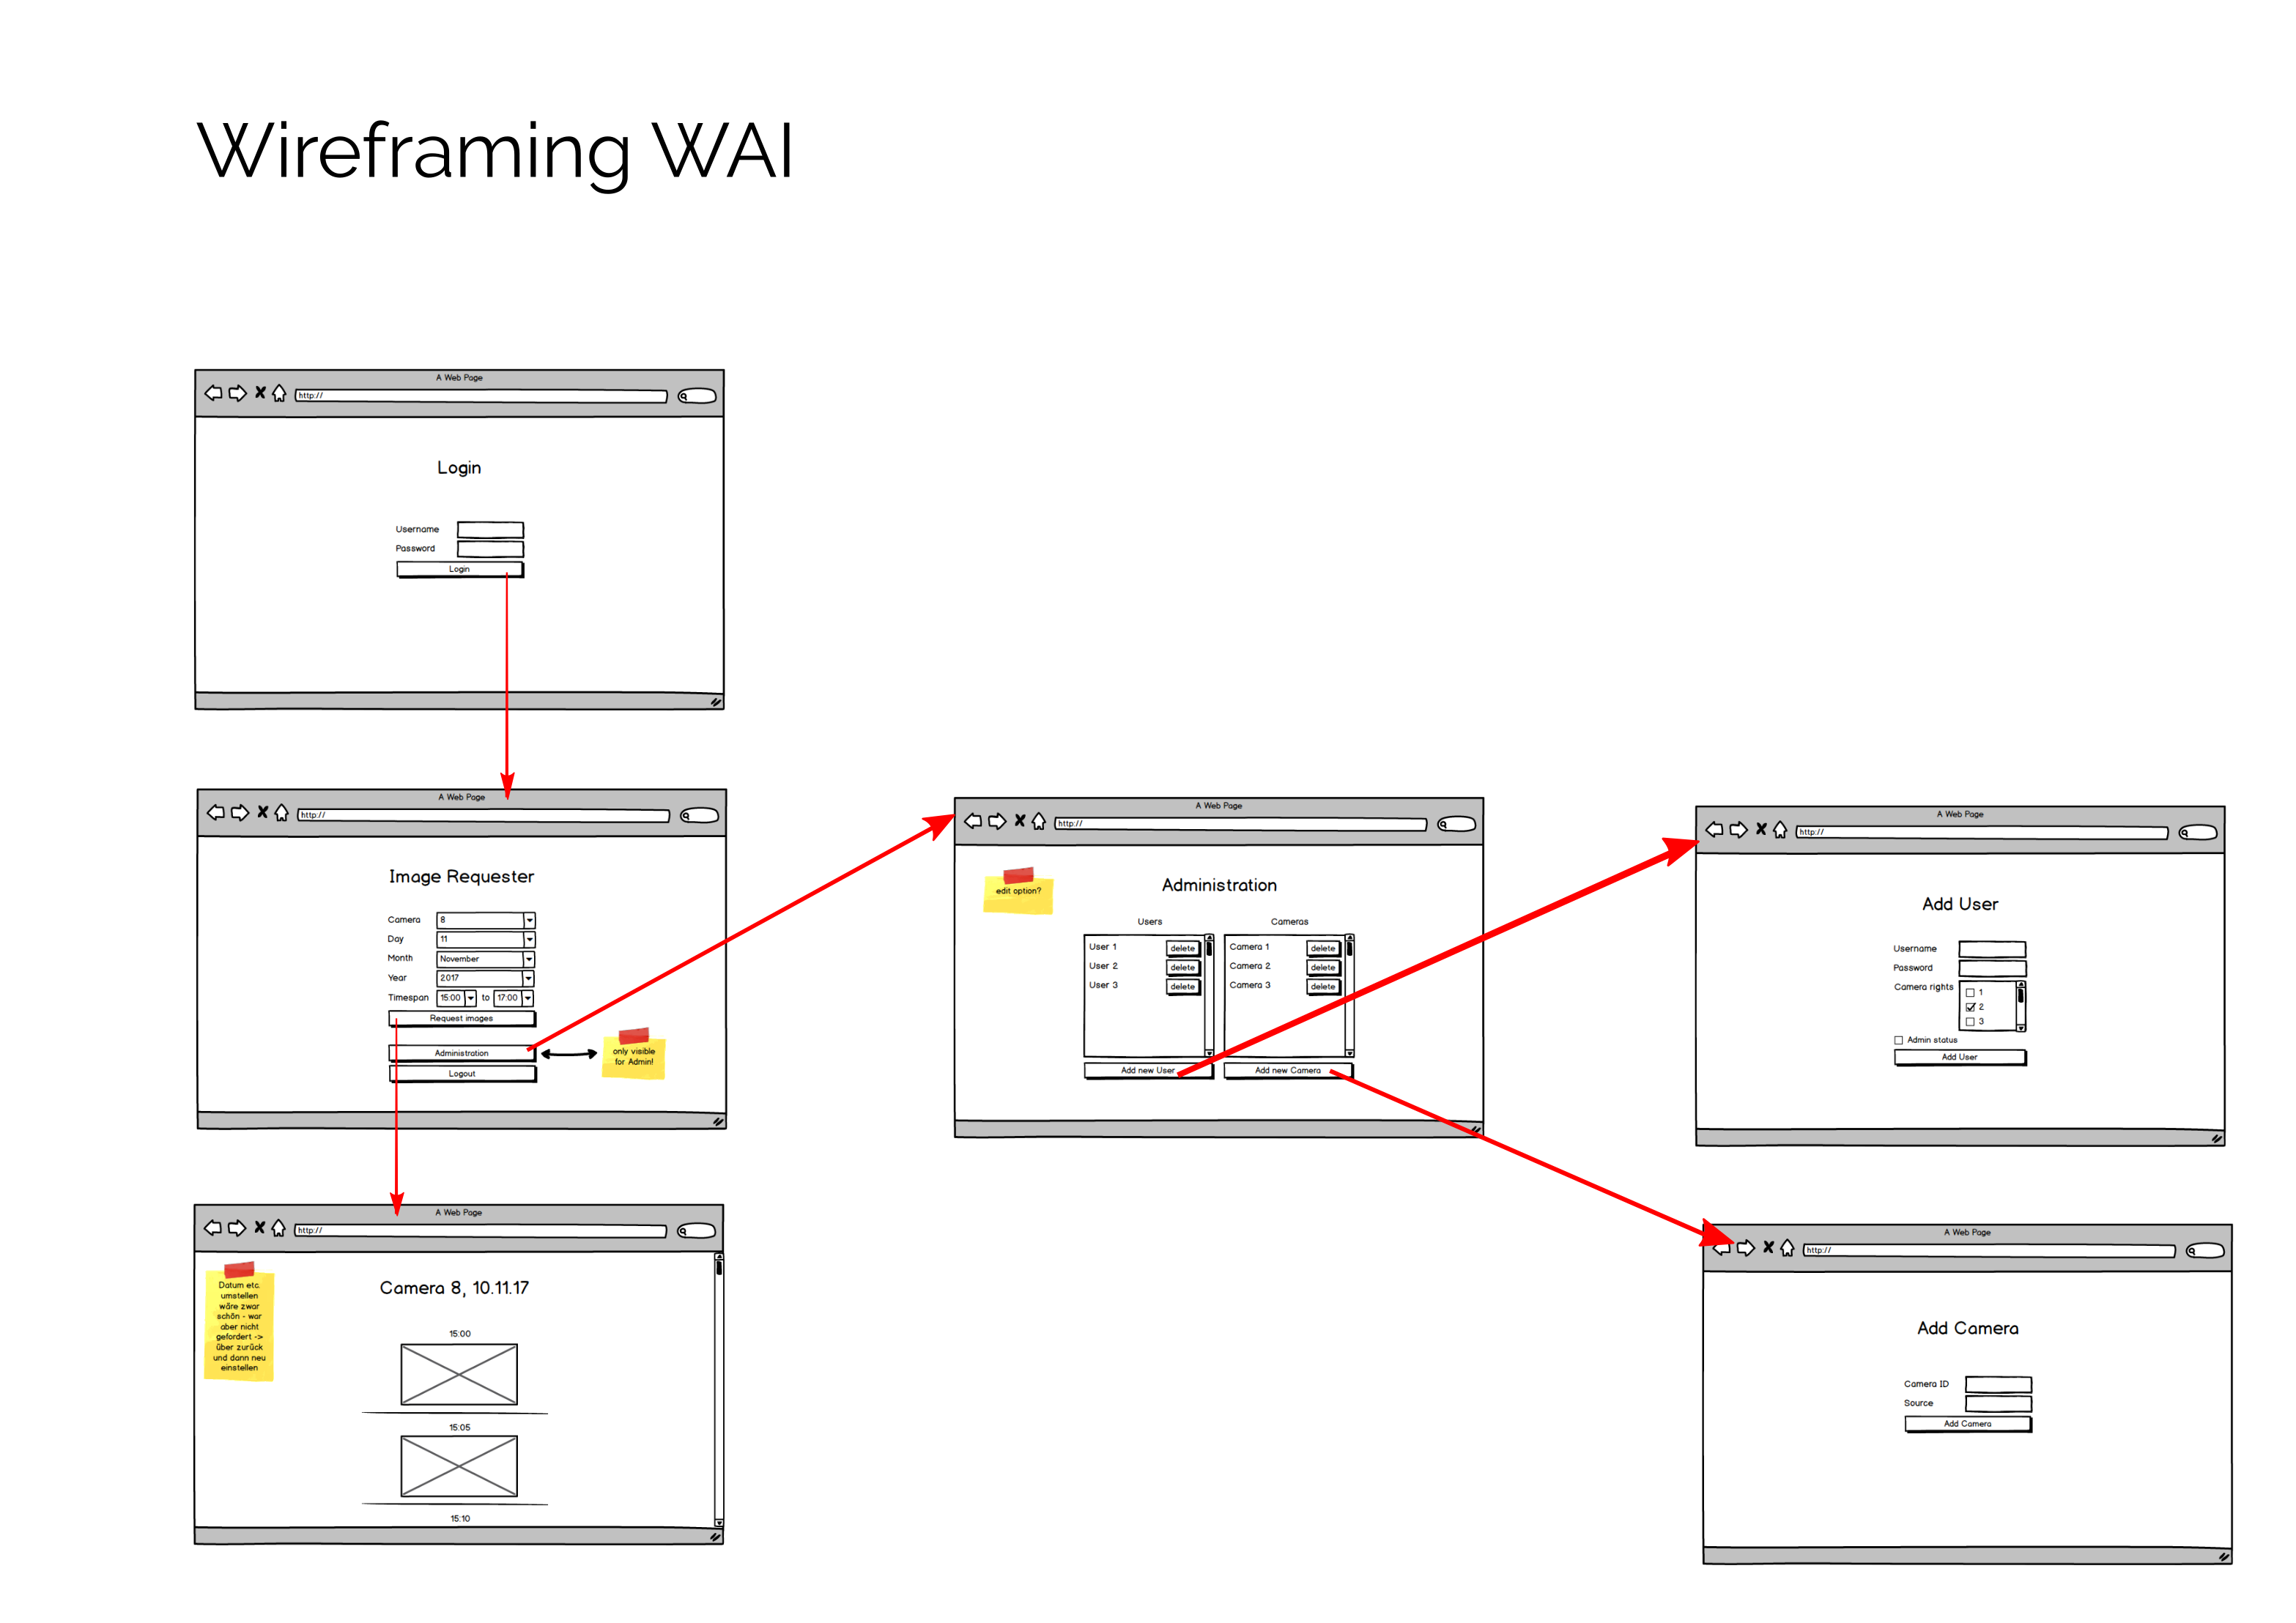 Wireframing WAI
A Web Page
http://
Login
Username
Password
Login
A Web Page
http://
Image Requester
Camera 8
Day 11
Month November
Year 2017
Timespan 15:00 to 17:00
Request images
Administration
Logout
only visible
for Admin!
A Web Page
http://
Camera 8, 10.11.17
Datum etc.
umstellen
wäre zwar
schön - war
aber nicht
gefordert ->
über zurück
und dann neu
einstellen
15:00
15:05
15:10
A Web Page
http://
edit option?
Administration
Users
User 1 delete
User 2 delete
User 3 delete
Add new User
Cameras
Camera 1 delete
Camera 2 delete
Camera 3 delete
Add new Camera
A Web Page
http://
Add User
Username
Password
Camera rights
1
2
3
Admin status
Add User
A Web Page
http://
Add Camera
Camera ID
Source
Add Camera